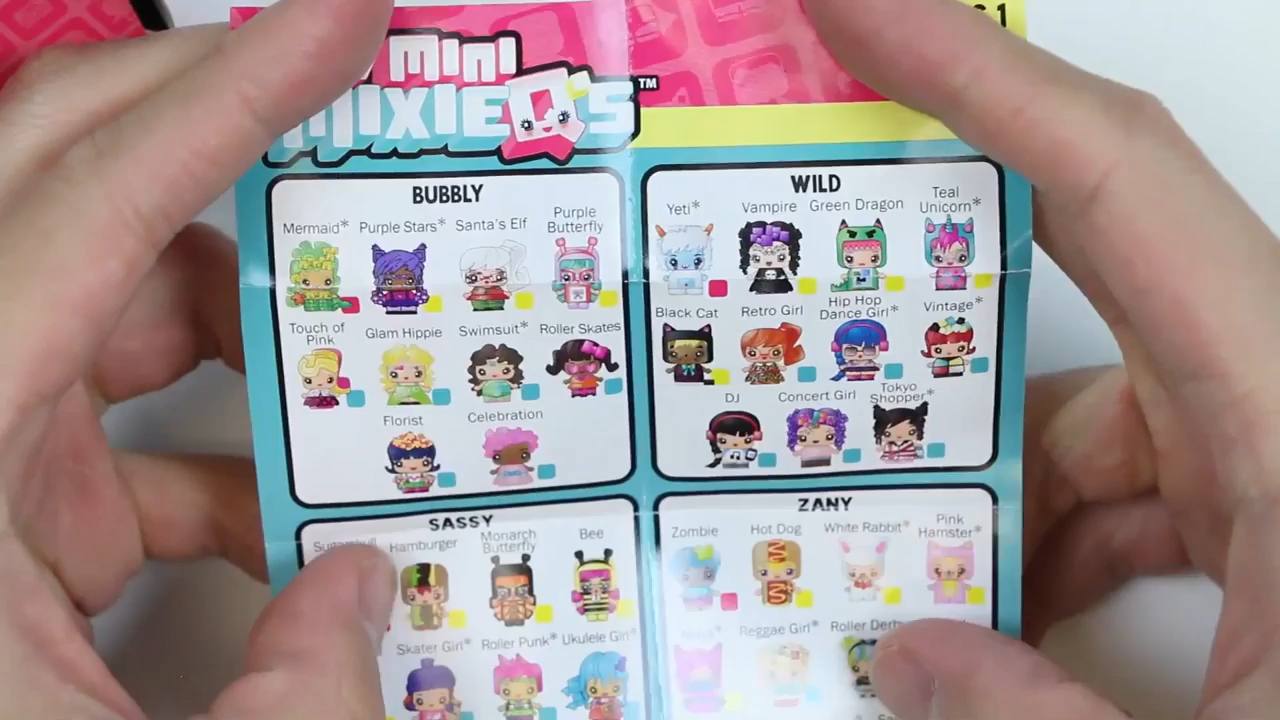 S1
MINI
MIXIEQ'S™
BUBBLY
Mermaid*
Purple Stars*
Santa's Elf
Purple
Butterfly
Touch of
Pink
Glam Hippie
Swimsuit*
Roller Skates
Florist
Celebration
WILD
Yeti*
Vampire
Green Dragon
Teal
Unicorn*
Black Cat
Retro Girl
Hip Hop
Dance Girl*
Vintage*
DJ
Concert Girl
Tokyo
Shopper*
SASSY
Hamburger
Monarch
Butterfly
Bee
Skater Girl*
Roller Punk*
Ukulele Girl*
ZANY
Zombie
Hot Dog
White Rabbit*
Pink
Hamster*
Reggae Girl*
Roller